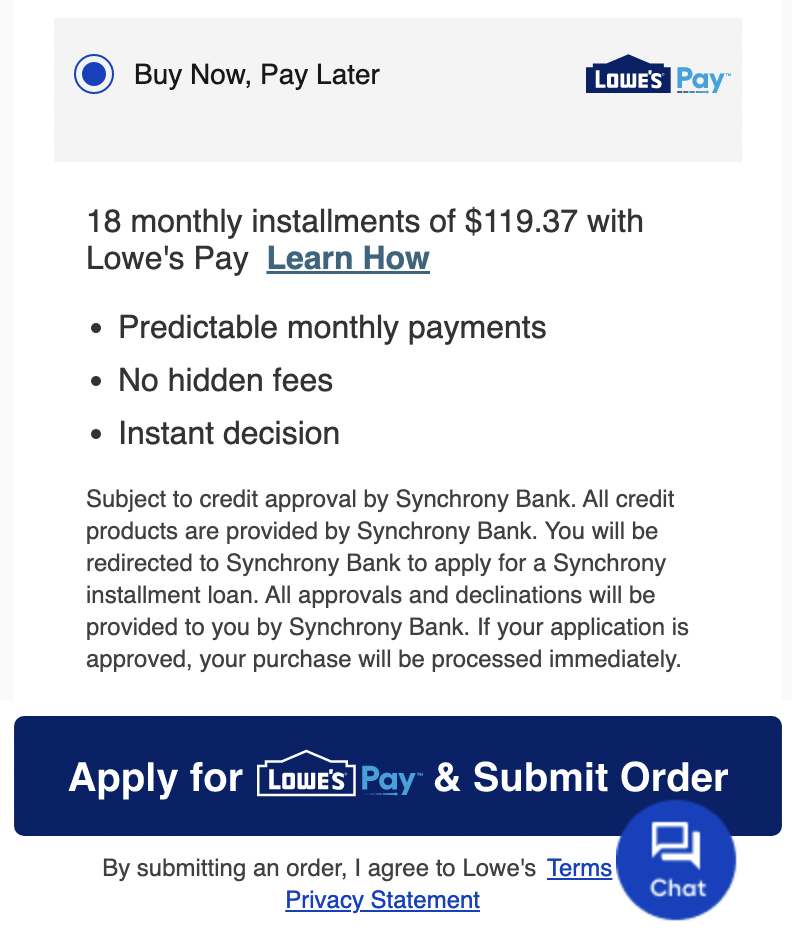 Buy Now, Pay Later LOWE'S Pay™
18 monthly installments of $119.37 with
Lowe's Pay Learn How
• Predictable monthly payments
• No hidden fees
• Instant decision
Subject to credit approval by Synchrony Bank. All credit
products are provided by Synchrony Bank. You will be
redirected to Synchrony Bank to apply for a Synchrony
installment loan. All approvals and declinations will be
provided to you by Synchrony Bank. If your application is
approved, your purchase will be processed immediately.
Apply for LOWE'S Pay™ & Submit Order
By submitting an order, I agree to Lowe's Terms
Privacy Statement
Chat